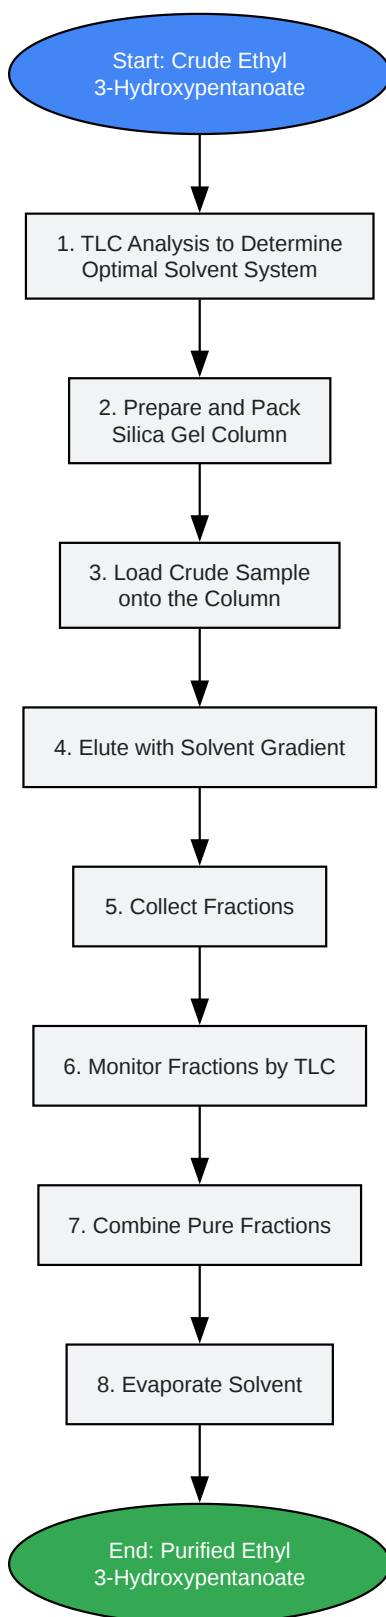 Start: Crude Ethyl
3-Hydroxypentanoate
1. TLC Analysis to Determine
Optimal Solvent System
2. Prepare and Pack
Silica Gel Column
3. Load Crude Sample
onto the Column
4. Elute with Solvent Gradient
5. Collect Fractions
6. Monitor Fractions by TLC
7. Combine Pure Fractions
8. Evaporate Solvent
End: Purified Ethyl
3-Hydroxypentanoate